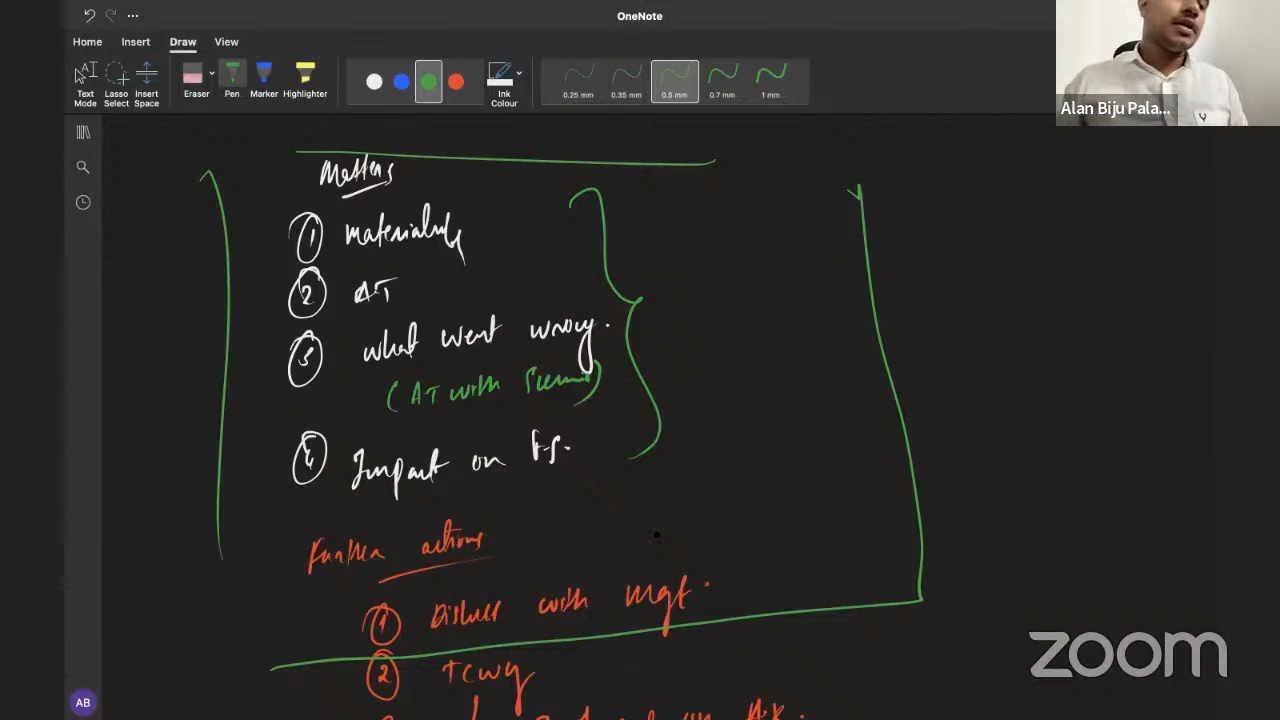 OneNote
Home Insert Draw View
Text Mode Lasso Select Insert Space Eraser Pen Marker Highlighter Ink Colour 0.25 mm 0.35 mm 0.5 mm 0.7 mm 1 mm
Alan Biju Pala...
Matters
1 materiality
2 AT
3 what went wrong.
(AT with
4 Impact on F.S.
Further actions
1 Discuss with mgt.
2 TCWG
zoom
AB